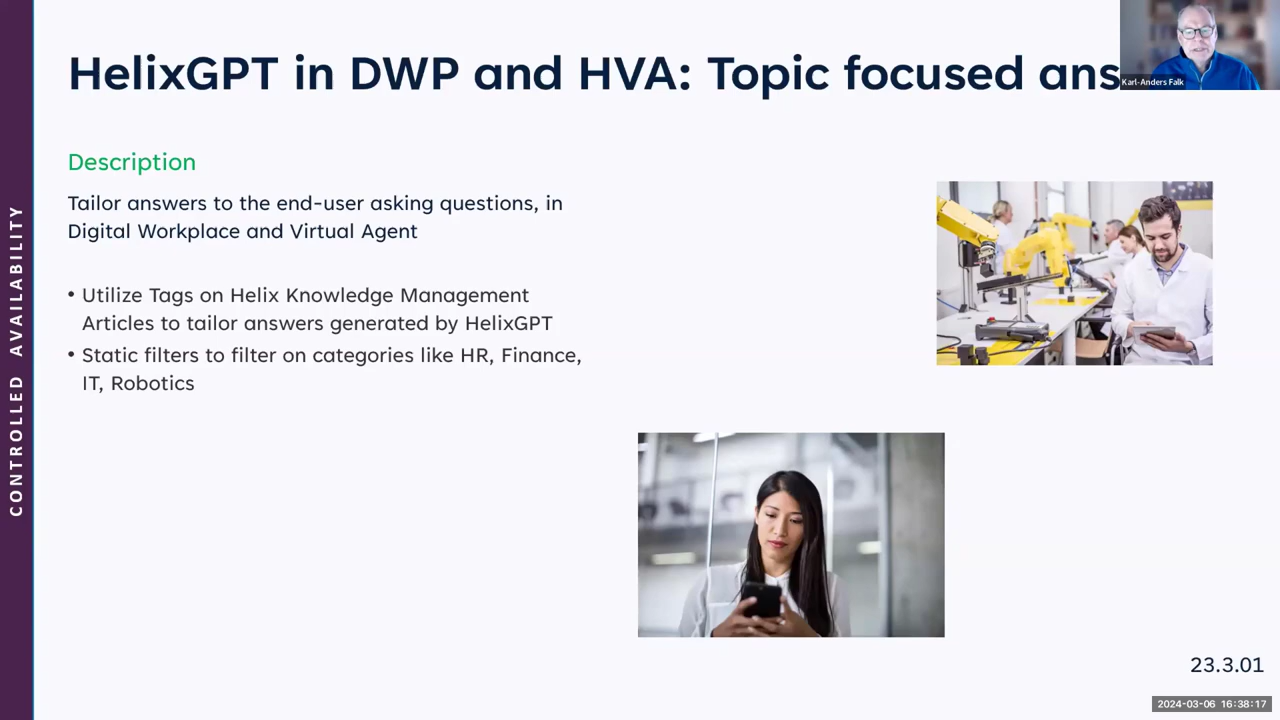 HelixGPT in DWP and HVA: Topic focused ans
Karl-Anders Falk
Description
Tailor answers to the end-user asking questions, in
Digital Workplace and Virtual Agent
• Utilize Tags on Helix Knowledge Management
Articles to tailor answers generated by HelixGPT
• Static filters to filter on categories like HR, Finance,
IT, Robotics
CONTROLLED AVAILABILITY
23.3.01
2024-03-06 16:38:17